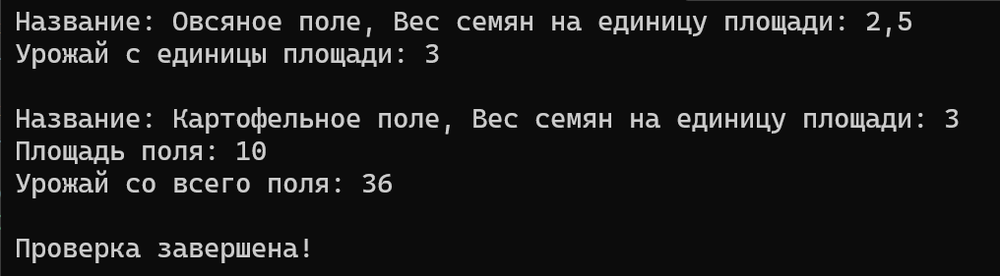 Название: Овсяное поле, Вес семян на единицу площади: 2,5
Урожай с единицы площади: 3
Название: Картофельное поле, Вес семян на единицу площади: 3
Площадь поля: 10
Урожай со всего поля: 36
Проверка завершена!